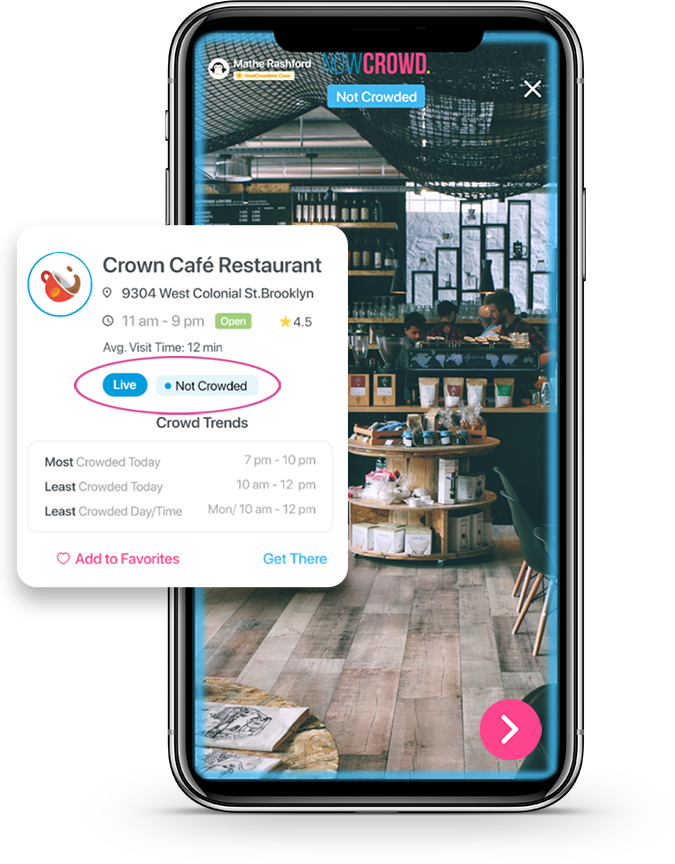 Mathe Rashford
NowCrowdster Crew
NOWCROWD.
Not Crowded
Crown Café Restaurant
9304 West Colonial St.Brooklyn
11 am - 9 pm Open 4.5
Avg. Visit Time: 12 min
Live Not Crowded
Crowd Trends
Most Crowded Today 7 pm - 10 pm
Least Crowded Today 10 am - 12 pm
Least Crowded Day/Time Mon/ 10 am - 12 pm
Add to Favorites Get There